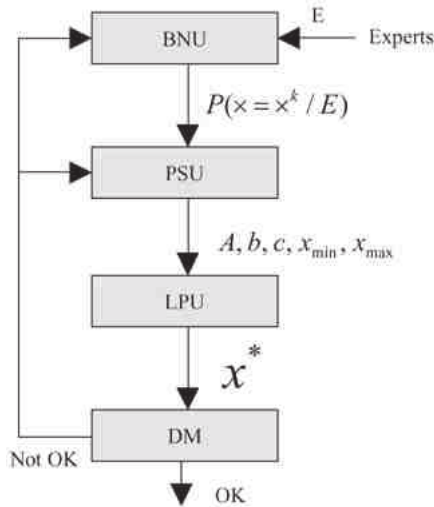 E
BNU
Experts
P(× = ×^k / E)
PSU
A, b, c, x_min, x_max
LPU
x*
DM
Not OK
OK